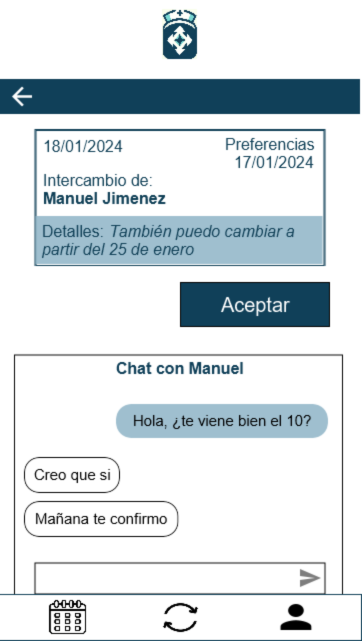 18/01/2024
Preferencias
17/01/2024
Intercambio de:
Manuel Jimenez
Detalles: También puedo cambiar a
partir del 25 de enero
Aceptar
Chat con Manuel
Hola, ¿te viene bien el 10?
Creo que si
Mañana te confirmo